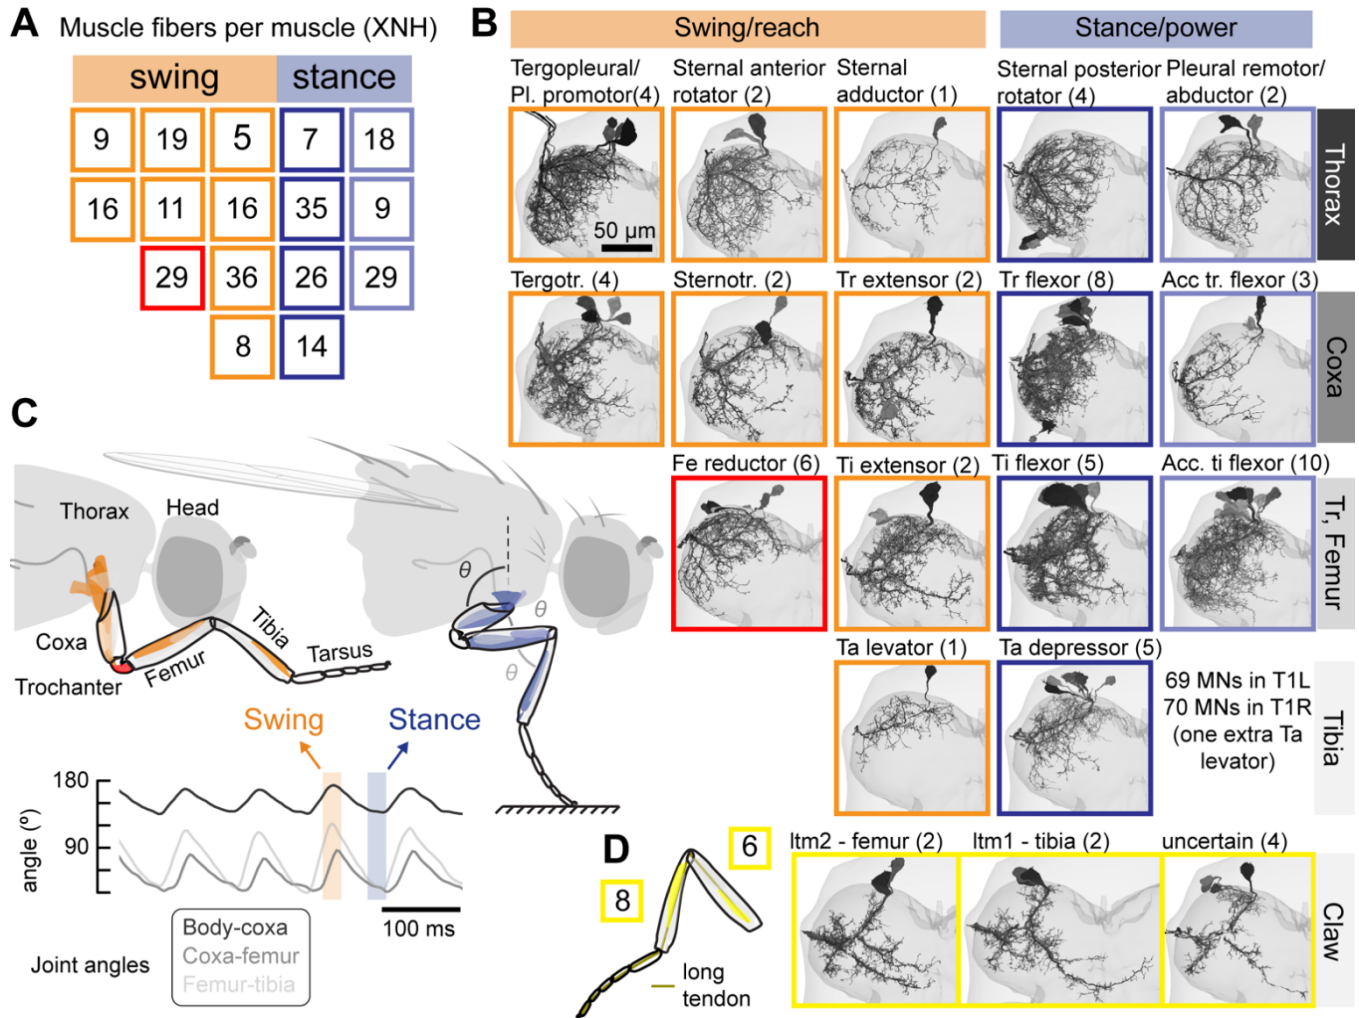 A Muscle fibers per muscle (XNH)
swing stance
9 19 5 7 18
16 11 16 35 9
29 36 26 29
8 14
B
Swing/reach Stance/power
Tergopleural/
Pl. promotor(4)
Sternal anterior
rotator (2)
Sternal
adductor (1)
Sternal posterior
rotator (4)
Pleural remotor/
abductor (2)
50 µm
Thorax
Tergotr. (4) Sternotr. (2) Tr extensor (2) Tr flexor (8) Acc tr. flexor (3)
Coxa
Fe reductor (6) Ti extensor (2) Ti flexor (5) Acc. ti flexor (10)
Tr, Femur
Ta levator (1) Ta depressor (5)
69 MNs in T1L
70 MNs in T1R
(one extra Ta
levator)
Tibia
C
Thorax Head
θ
θ
θ
Coxa
Trochanter
Femur
Tibia
Tarsus
Swing Stance
180
90
angle (º)
100 ms
Joint angles
Body-coxa
Coxa-femur
Femur-tibia
D
6
8
long
tendon
ltm2 - femur (2) ltm1 - tibia (2) uncertain (4)
Claw